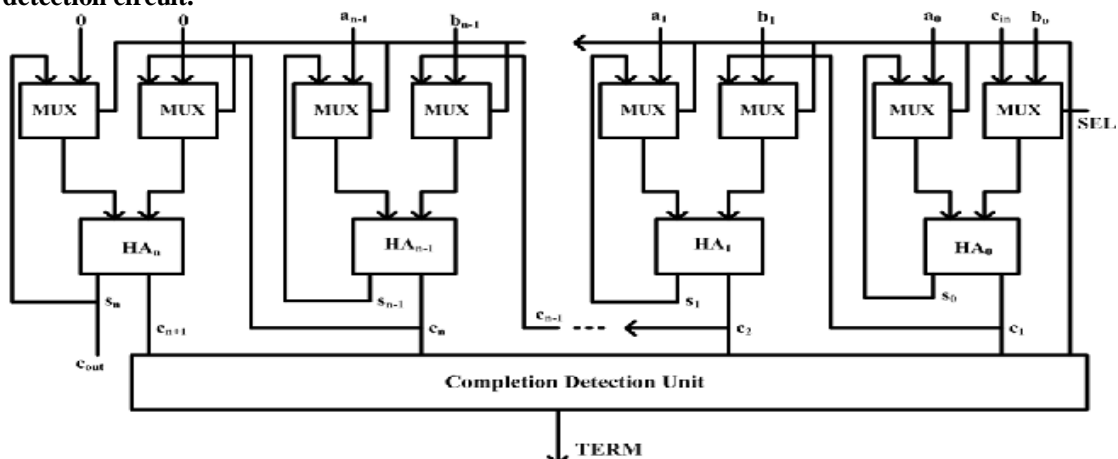 detection circuit.
0 0 aₙ₋₁ bₙ₋₁ a₁ b₁ a₀ cᵢₙ b₀
MUX MUX MUX MUX MUX MUX MUX MUX
SEL
HAₙ HAₙ₋₁ HA₁ HA₀
sₙ sₙ₋₁ s₁ s₀
cₙ₊₁ cₙ cₙ₋₁ c₂ c₁
cₒᵤₜ
Completion Detection Unit
TERM